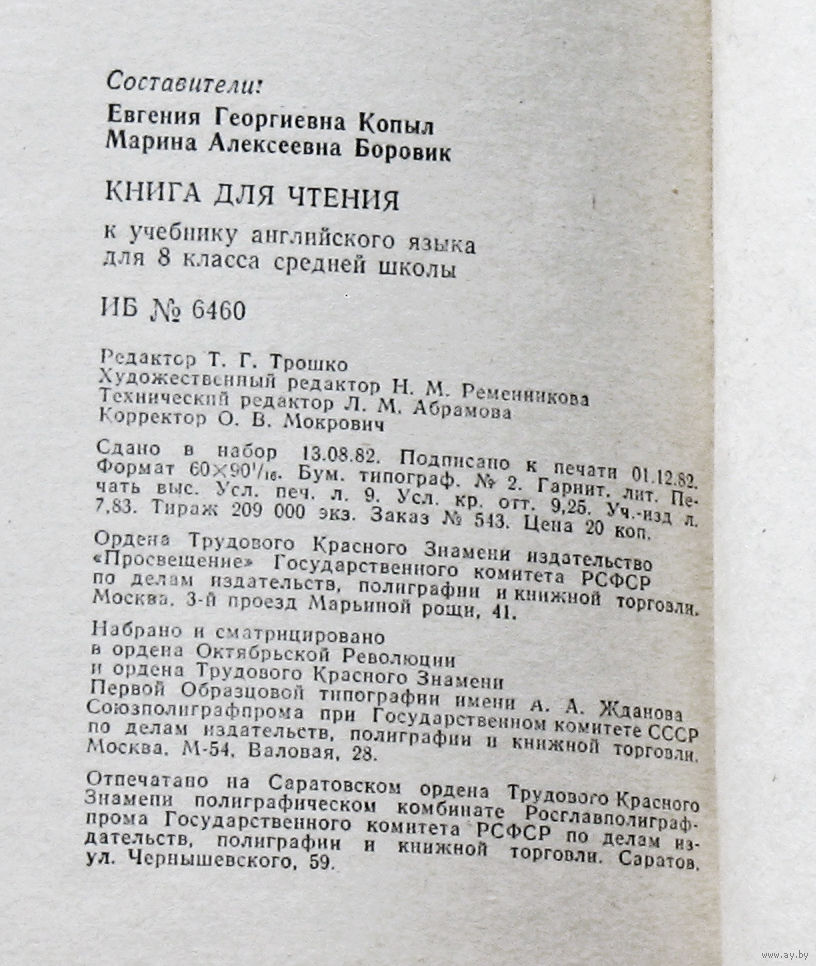 Составители:
Евгения Георгиевна Копыл
Марина Алексеевна Боровик
КНИГА ДЛЯ ЧТЕНИЯ
к учебнику английского языка
для 8 класса средней школы
ИБ № 6460
Редактор Т. Г. Трошко
Художественный редактор Н. М. Ременникова
Технический редактор Л. М. Абрамова
Корректор О. В. Мокрович
Сдано в набор 13.08.82. Подписано к печати 01.12.82.
Формат 60×90¹/₁₆. Бум. типограф. № 2. Гарнит. лит. Пе-
чать выс. Усл. печ. л. 9. Усл. кр. отт. 9,25. Уч.-изд л.
7,83. Тираж 209 000 экз. Заказ № 543. Цена 20 коп.
Ордена Трудового Красного Знамени издательство
«Просвещение» Государственного комитета РСФСР
по делам издательств, полиграфии и книжной торговли.
Москва, 3-й проезд Марьиной рощи, 41.
Набрано и сматрицировано
в ордена Октябрьской Революции
и ордена Трудового Красного Знамени
Первой Образцовой типографии имени А. А. Жданова
Союзполиграфпрома при Государственном комитете СССР
по делам издательств, полиграфии и книжной торговли.
Москва, М-54, Валовая, 28.
Отпечатано на Саратовском ордена Трудового Красного
Знамени полиграфическом комбинате Росглавполиграф-
прома Государственного комитета РСФСР по делам из-
дательств, полиграфии и книжной торговли. Саратов,
ул. Чернышевского, 59.
www.ay.by